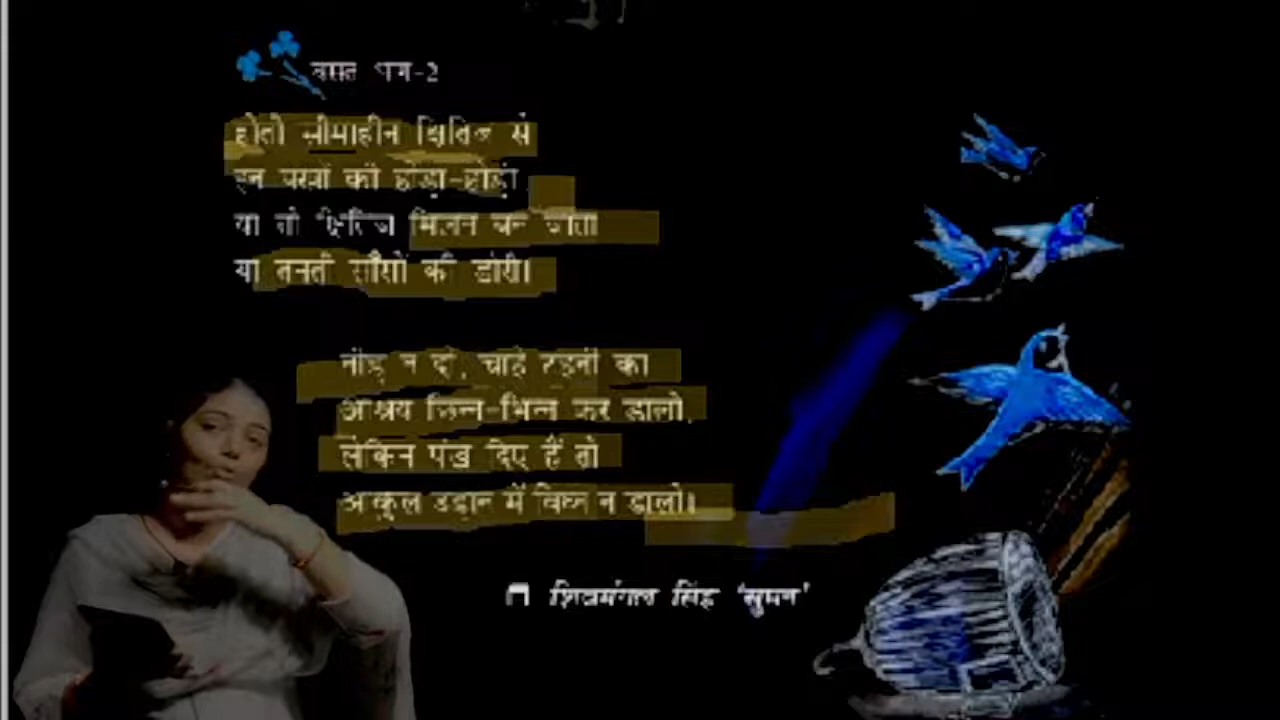 वसंत भाग-2
होती सीमाहीन क्षितिज से
इन पंखों की होड़ा-होड़ी,
या तो क्षितिज मिलन बन जाता
या तनती साँसों की डोरी।
नीड़ न दो, चाहे टहनी का
आश्रय छिन्न-भिन्न कर डालो,
लेकिन पंख दिए हैं तो
आकुल उड़ान में विघ्न न डालो।
शिवमंगल सिंह 'सुमन'